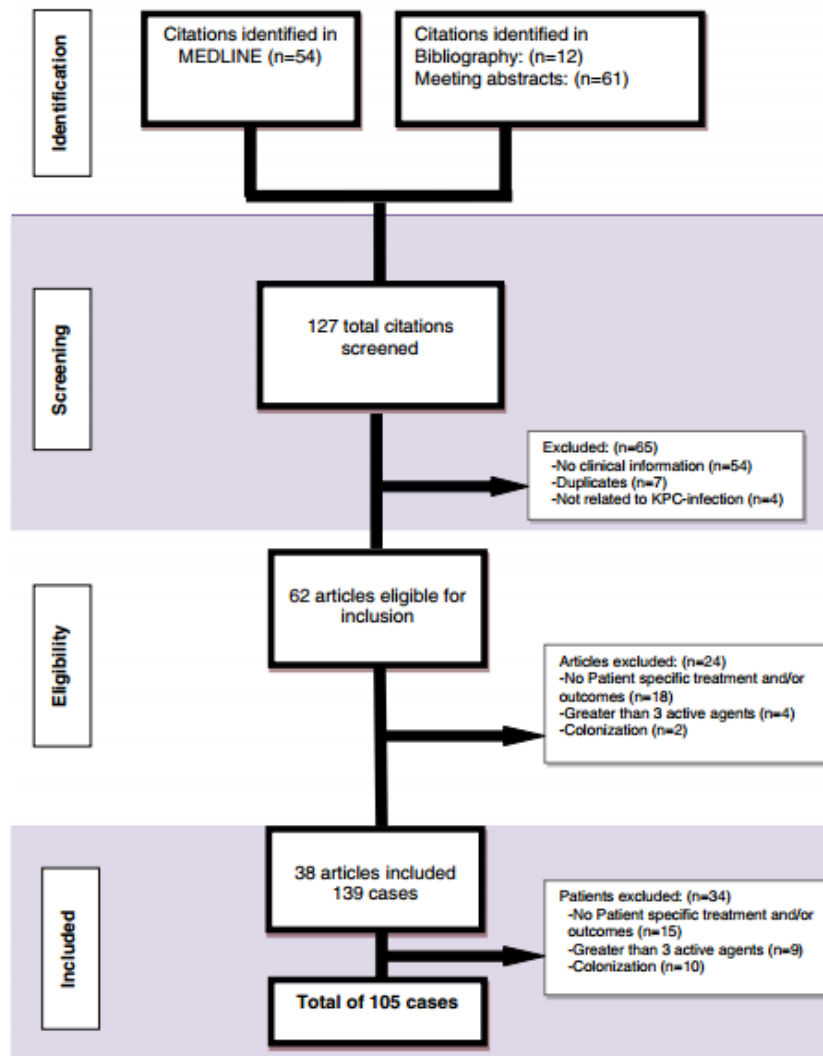 Identification
Citations identified in
MEDLINE (n=54)
Citations identified in
Bibliography: (n=12)
Meeting abstracts: (n=61)
Screening
127 total citations
screened
Excluded: (n=65)
-No clinical information (n=54)
-Duplicates (n=7)
-Not related to KPC-infection (n=4)
Eligibility
62 articles eligible for
inclusion
Articles excluded: (n=24)
-No Patient specific treatment and/or
outcomes (n=18)
-Greater than 3 active agents (n=4)
-Colonization (n=2)
Included
38 articles included
139 cases
Patients excluded: (n=34)
-No Patient specific treatment and/or
outcomes (n=15)
-Greater than 3 active agents (n=9)
-Colonization (n=10)
Total of 105 cases